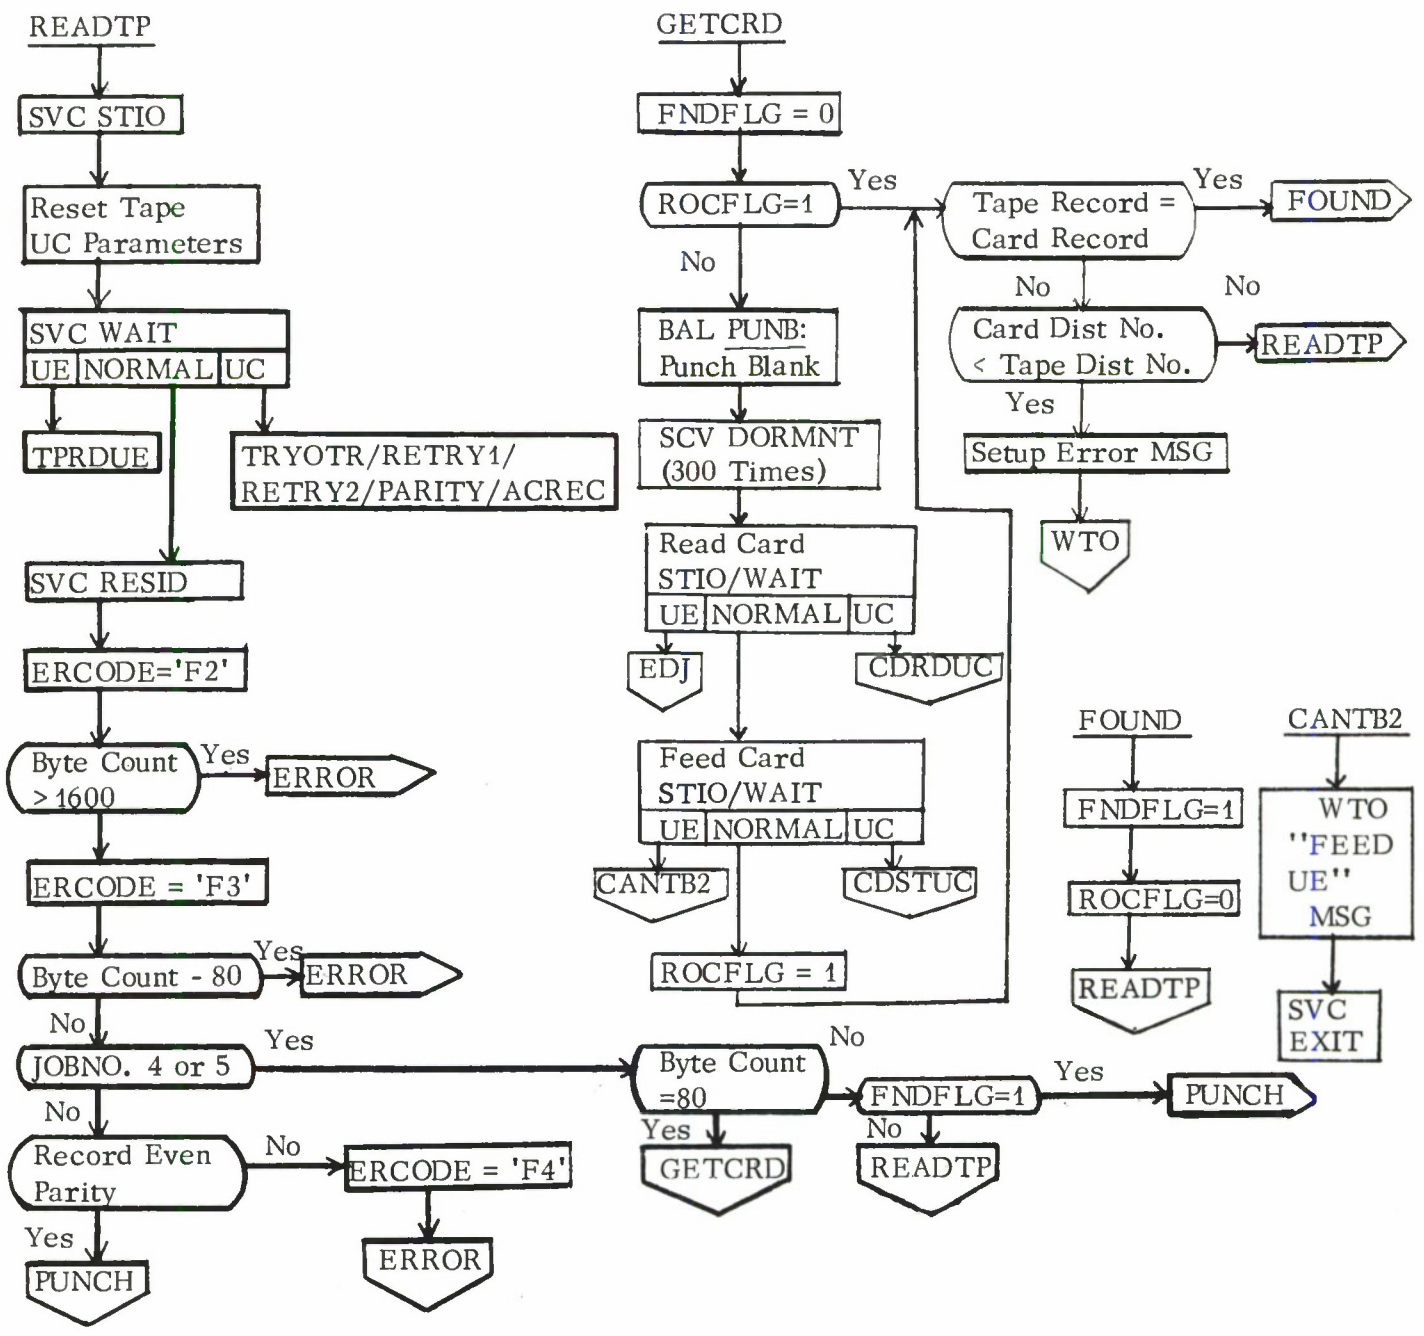 READTP
SVC STIO
Reset Tape
UC Parameters
SVC WAIT
UE NORMAL UC
TPRDUE
TRYOTR/RETRY1/
RETRY2/PARITY/ACREC
SVC RESID
ERCODE='F2'
Byte Count
>1600
Yes
ERROR
ERCODE = 'F3'
Byte Count - 80
Yes
ERROR
No
JOBNO. 4 or 5
Yes
No
Record Even
Parity
No
ERCODE = 'F4'
ERROR
Yes
PUNCH
GETCRD
FNDFLG = 0
ROCFLG=1
Yes
No
BAL PUNB:
Punch Blank
SCV DORMNT
(300 Times)
Read Card
STIO/WAIT
UE NORMAL UC
EDJ
CDRDUC
Feed Card
STIO/WAIT
UE NORMAL UC
CANTB2
CDSTUC
ROCFLG = 1
Tape Record =
Card Record
Yes
FOUND
No
No
Card Dist No.
< Tape Dist No.
READTP
Yes
Setup Error MSG
WTO
FOUND
FNDFLG=1
ROCFLG=0
READTP
CANTB2
WTO
"FEED
UE"
MSG
SVC
EXIT
Byte Count
=80
No
Yes
GETCRD
FNDFLG=1
Yes
PUNCH
No
READTP